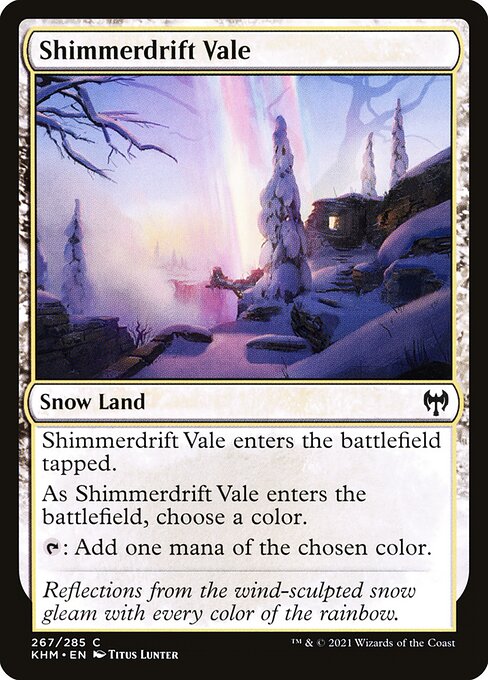 Shimmerdrift Vale
Snow Land
Shimmerdrift Vale enters the battlefield
tapped.
As Shimmerdrift Vale enters the
battlefield, choose a color.
: Add one mana of the chosen color.
Reflections from the wind-sculpted snow
gleam with every color of the rainbow.
267/285 C
KHM • EN Titus Lunter
™ & © 2021 Wizards of the Coast